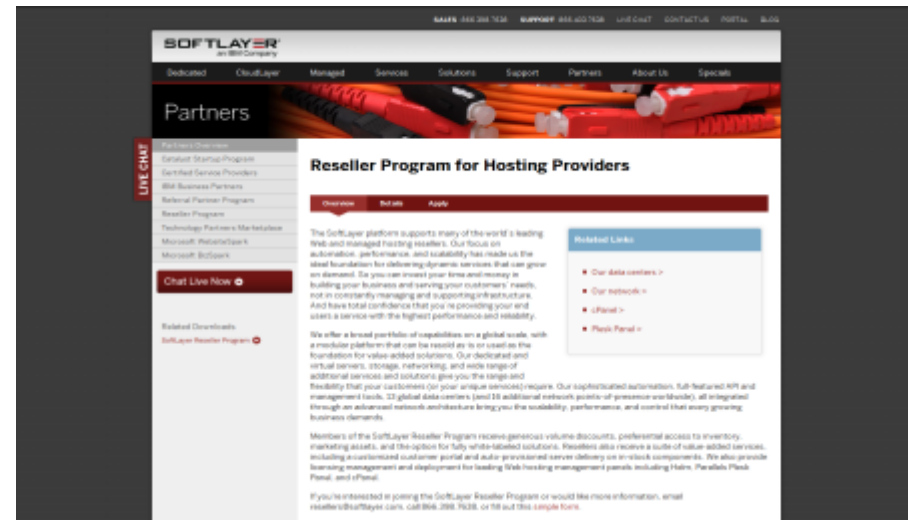 SALES 866.398.7638 SUPPORT 866.403.7638 LIVE CHAT CONTACT US PORTAL BLOG
SOFTLAYER
an IBM Company
Dedicated CloudLayer Managed Services Solutions Support Partners About Us Specials
Partners
LIVE CHAT
Partners Overview
Catalyst Startup Program
Certified Service Providers
IBM Business Partners
Referral Partner Program
Reseller Program
Technology Partners Marketplace
Microsoft WebsiteSpark
Microsoft BizSpark
Chat Live Now
Related Downloads
SoftLayer Reseller Program
Reseller Program for Hosting Providers
Overview Details Apply
The SoftLayer platform supports many of the world's leading
Web and managed hosting resellers. Our focus on
automation, performance, and scalability has made us the
ideal foundation for delivering dynamic services that can grow
on demand. So you can invest your time and money in
building your business and serving your customers' needs,
not in constantly managing and supporting infrastructure.
And have total confidence that you're providing your end
users a service with the highest performance and reliability.
Related Links
Our data centers >
Our network >
cPanel >
Plesk Panel >
We offer a broad portfolio of capabilities on a global scale, with
a modular platform that can be resold as is or used as the
foundation for value-added solutions. Our dedicated and
virtual servers, storage, networking, and wide range of
additional services and solutions give you the range and
flexibility that your customers (or your unique services) require. Our sophisticated automation, full-featured API and
management tools, 13 global data centers (and 16 additional network points-of-presence worldwide), all integrated
through an advanced network architecture bring you the scalability, performance, and control that every growing
business demands.
Members of the SoftLayer Reseller Program receive generous volume discounts, preferential access to inventory,
marketing assets, and the option for fully white-labeled solutions. Resellers also receive a suite of value-added services,
including a customized customer portal and auto-provisioned server delivery on in-stock components. We also provide
licensing management and deployment for leading Web hosting management panels including Helm, Parallels Plesk
Panel, and cPanel.
If you're interested in joining the SoftLayer Reseller Program or would like more information, email
resellers@softlayer.com, call 866.398.7638, or fill out this simple form.